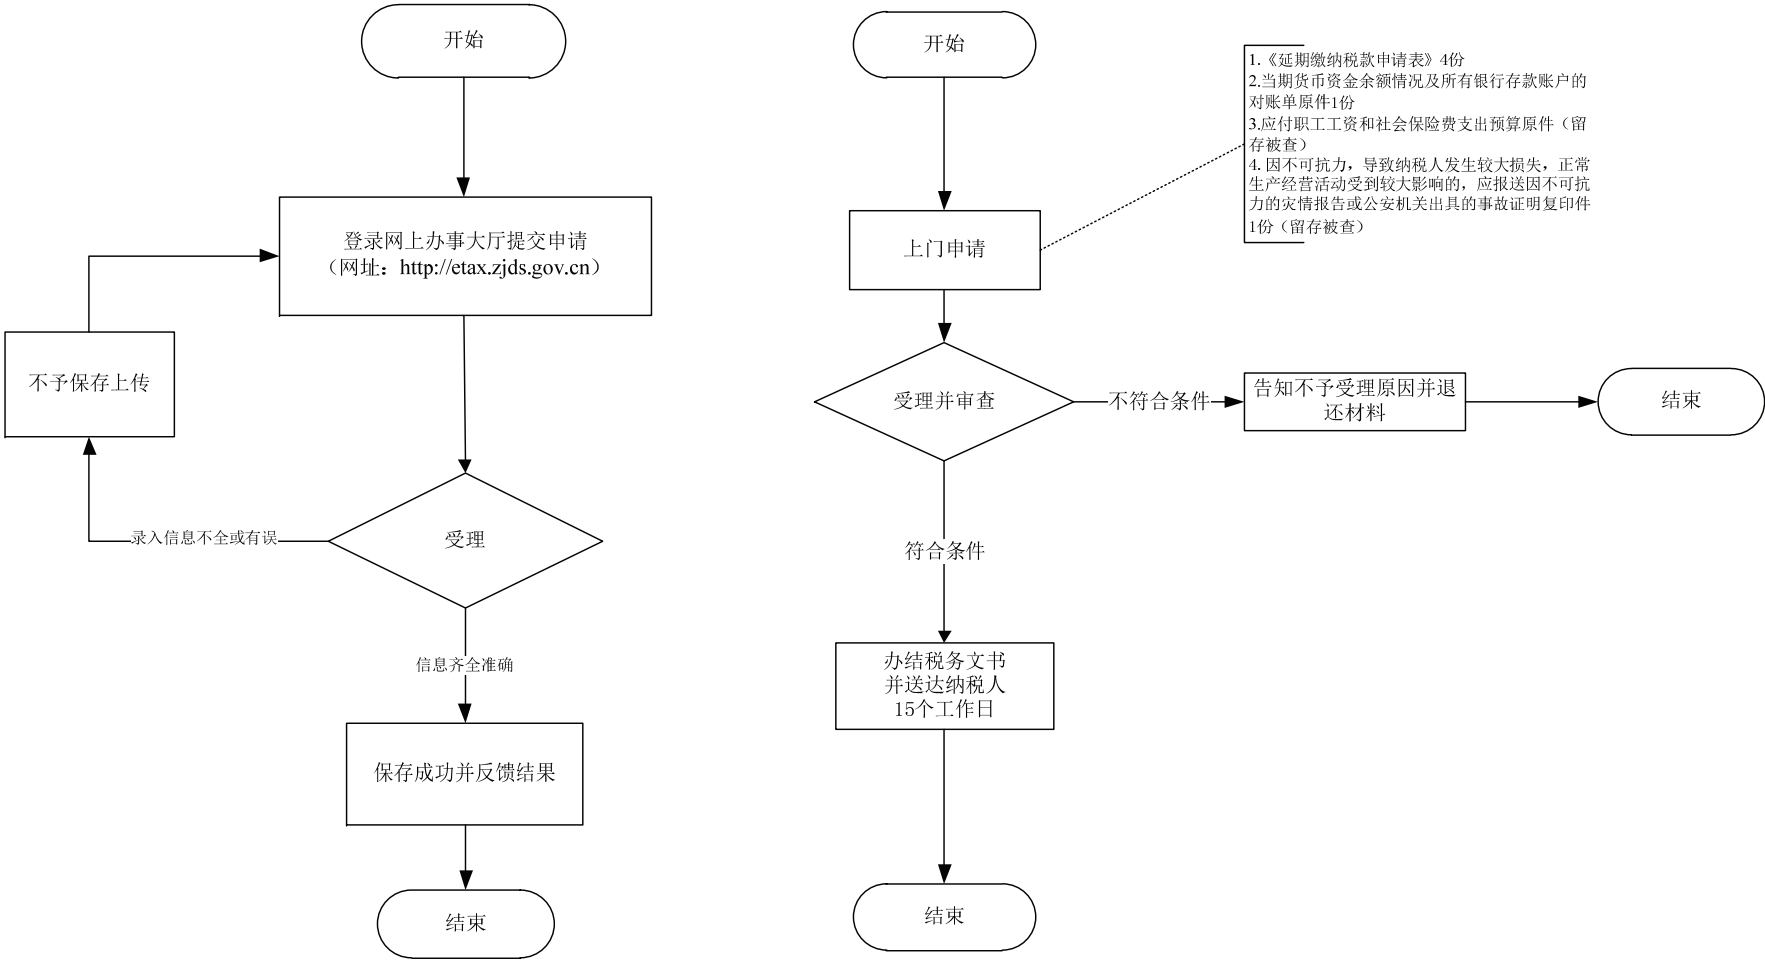 开始
登录网上办事大厅提交申请
（网址：http://etax.zjds.gov.cn）
不予保存上传
录入信息不全或有误
受理
信息齐全准确
保存成功并反馈结果
结束
开始
1.《延期缴纳税款申请表》4份
2.当期货币资金余额情况及所有银行存款账户的
对账单原件1份
3.应付职工工资和社会保险费支出预算原件（留
存被查）
4. 因不可抗力，导致纳税人发生较大损失，正常
生产经营活动受到较大影响的，应报送因不可抗
力的灾情报告或公安机关出具的事故证明复印件
1份（留存被查）
上门申请
受理并审查
不符合条件
告知不予受理原因并退
还材料
结束
符合条件
办结税务文书
并送达纳税人
15个工作日
结束